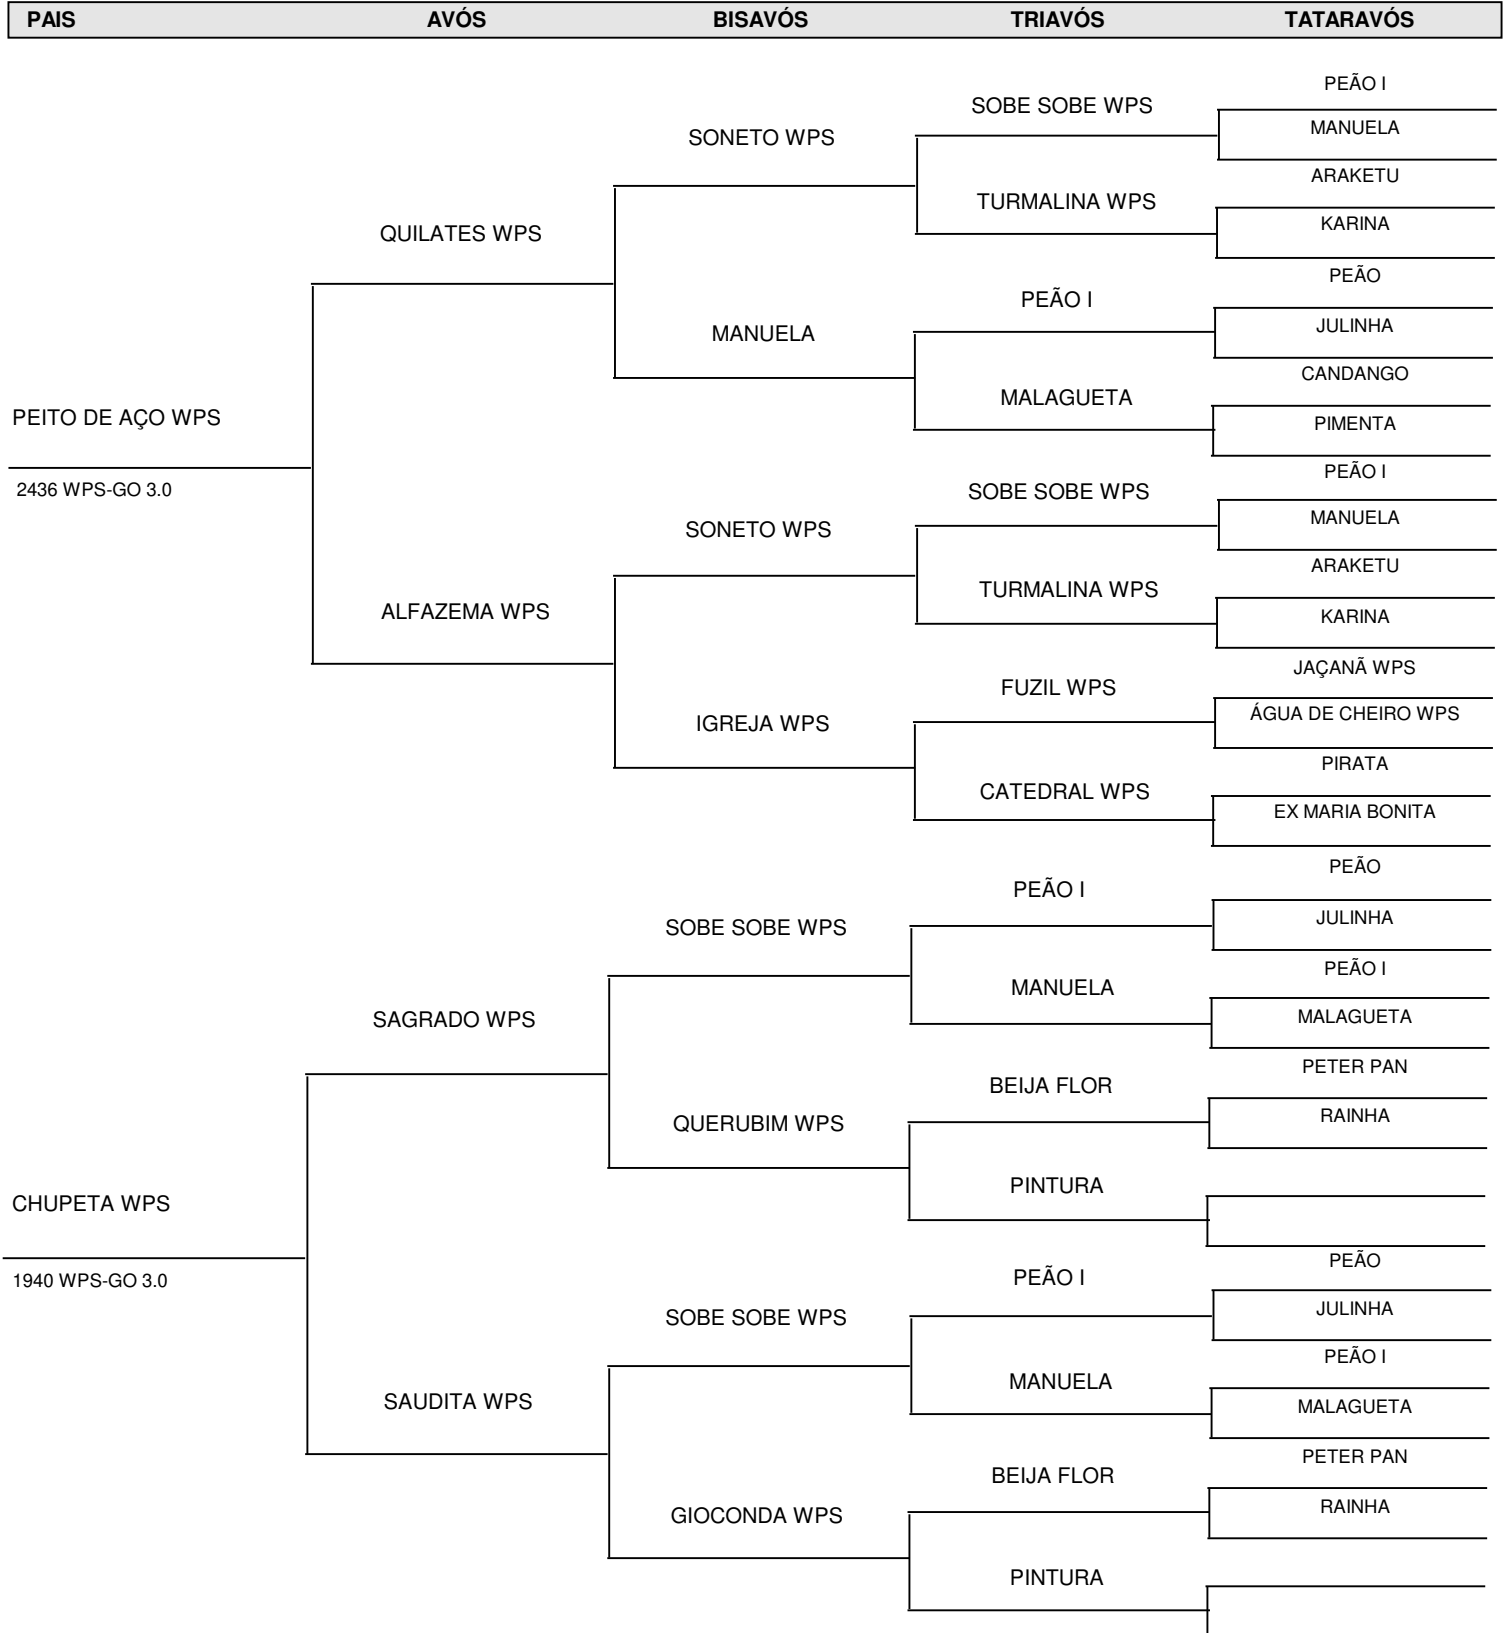 PAIS AVÓS BISAVÓS TRIAVÓS TATARAVÓS
PEÃO I
SOBE SOBE WPS
MANUELA
SONETO WPS
ARAKETU
TURMALINA WPS
KARINA
QUILATES WPS
PEÃO
PEÃO I
JULINHA
MANUELA
CANDANGO
MALAGUETA
PIMENTA
PEITO DE AÇO WPS
2436 WPS-GO 3.0
PEÃO I
SOBE SOBE WPS
MANUELA
SONETO WPS
ARAKETU
TURMALINA WPS
KARINA
ALFAZEMA WPS
JAÇANÃ WPS
FUZIL WPS
ÁGUA DE CHEIRO WPS
IGREJA WPS
PIRATA
CATEDRAL WPS
EX MARIA BONITA
PEÃO
PEÃO I
JULINHA
SOBE SOBE WPS
PEÃO I
MANUELA
MALAGUETA
SAGRADO WPS
PETER PAN
BEIJA FLOR
RAINHA
QUERUBIM WPS
PINTURA
CHUPETA WPS
1940 WPS-GO 3.0
PEÃO
PEÃO I
JULINHA
SOBE SOBE WPS
PEÃO I
MANUELA
MALAGUETA
SAUDITA WPS
PETER PAN
BEIJA FLOR
RAINHA
GIOCONDA WPS
PINTURA